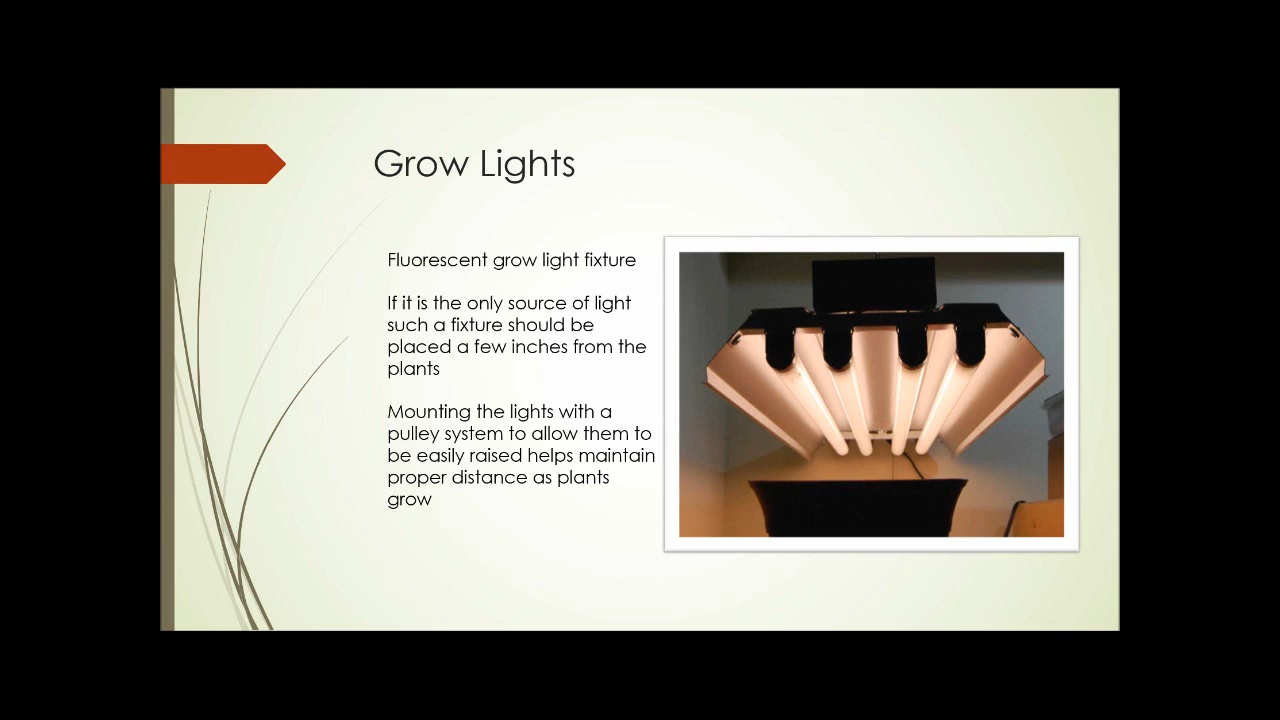 Grow Lights
Fluorescent grow light fixture
If it is the only source of light
such a fixture should be
placed a few inches from the
plants
Mounting the lights with a
pulley system to allow them to
be easily raised helps maintain
proper distance as plants
grow